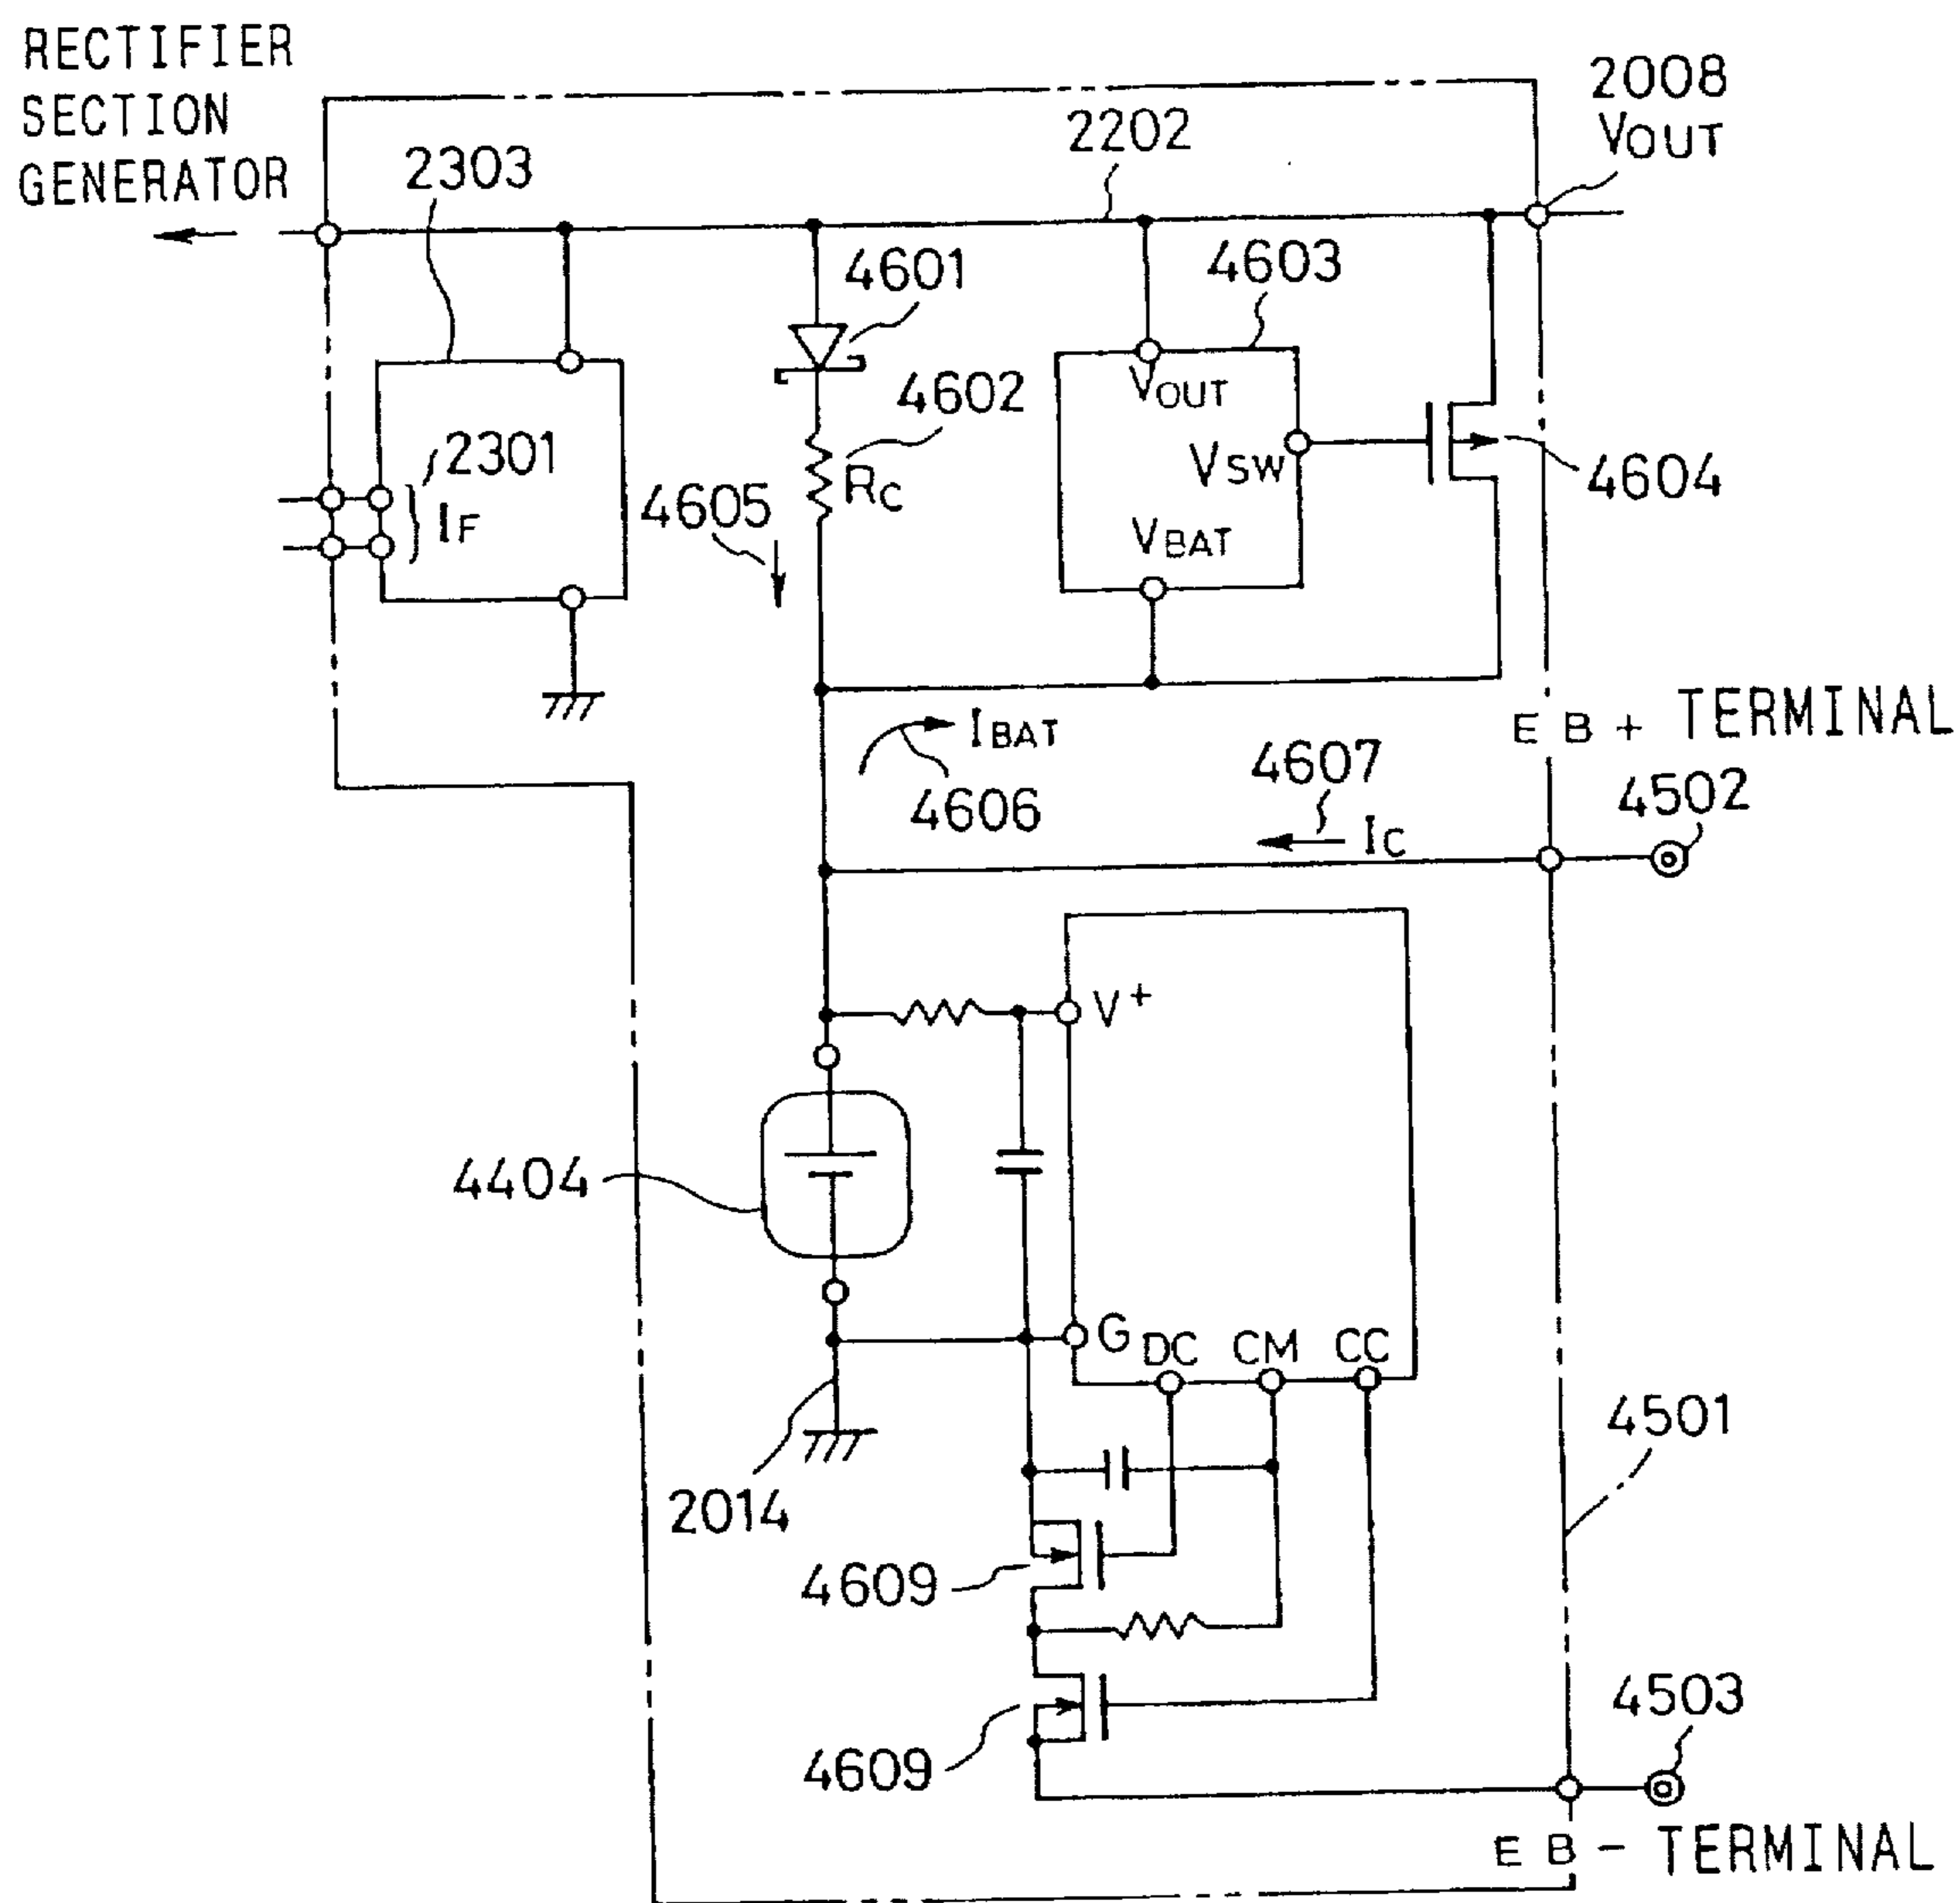 RECTIFIER
SECTION
GENERATOR
2008
VOUT
2202
2303
4601
4603
4602
VOUT
2301
RC
VSW
4604
IF
4605
VBAT
IBAT
EB+ TERMINAL
4607
4606
IC
4502
V+
4404
G
DC
CM
CC
4501
2014
4609
4609
4503
EB- TERMINAL